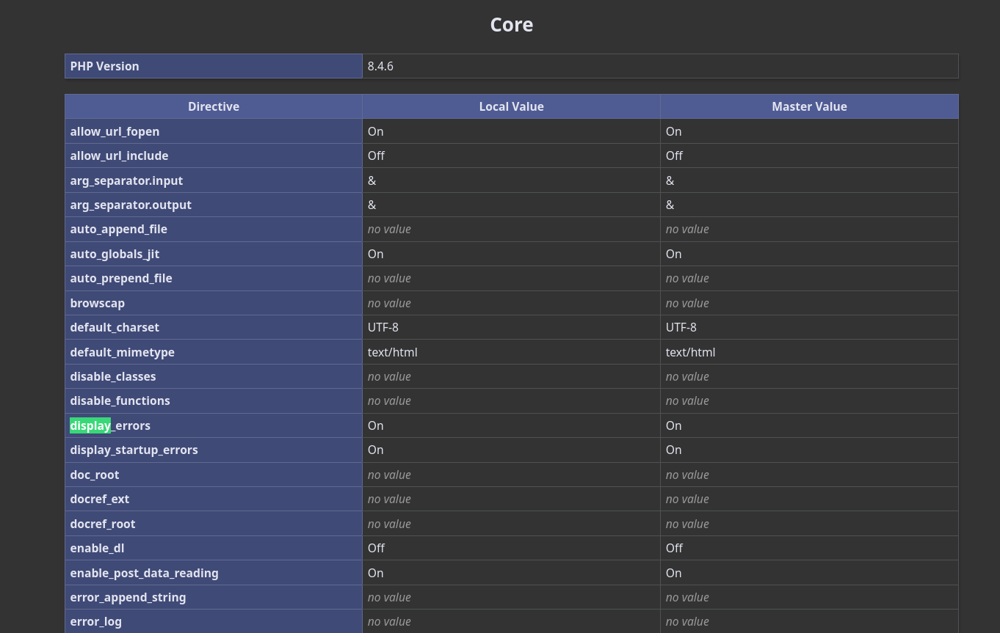 Core
PHP Version 8.4.6
Directive Local Value Master Value
allow_url_fopen On On
allow_url_include Off Off
arg_separator.input & &
arg_separator.output & &
auto_append_file no value no value
auto_globals_jit On On
auto_prepend_file no value no value
browscap no value no value
default_charset UTF-8 UTF-8
default_mimetype text/html text/html
disable_classes no value no value
disable_functions no value no value
display_errors On On
display_startup_errors On On
doc_root no value no value
docref_ext no value no value
docref_root no value no value
enable_dl Off Off
enable_post_data_reading On On
error_append_string no value no value
error_log no value no value